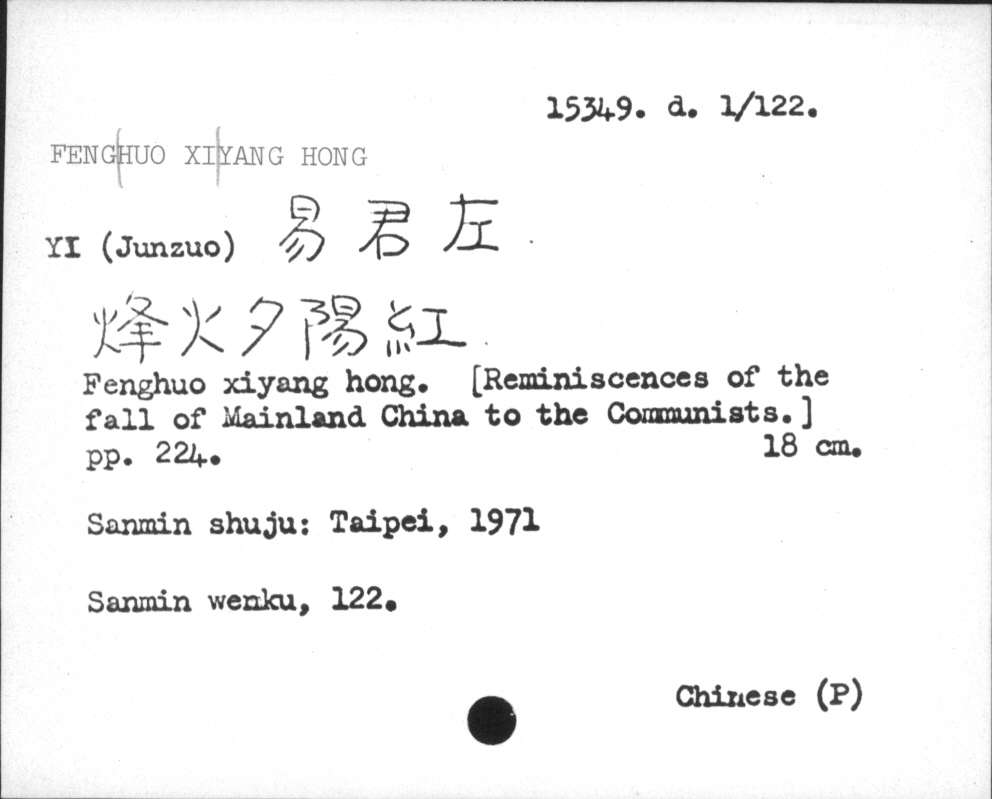 15349. d. 1/122.
FENGHUO XIYANG HONG
YI (Junzuo) 易君左.
烽火夕陽紅.
Fenghuo xiyang hong. [Reminiscences of the
fall of Mainland China to the Communists.]
pp. 224. 18 cm.
Sanmin shuju: Taipei, 1971
Sanmin wenku, 122.
Chinese (P)